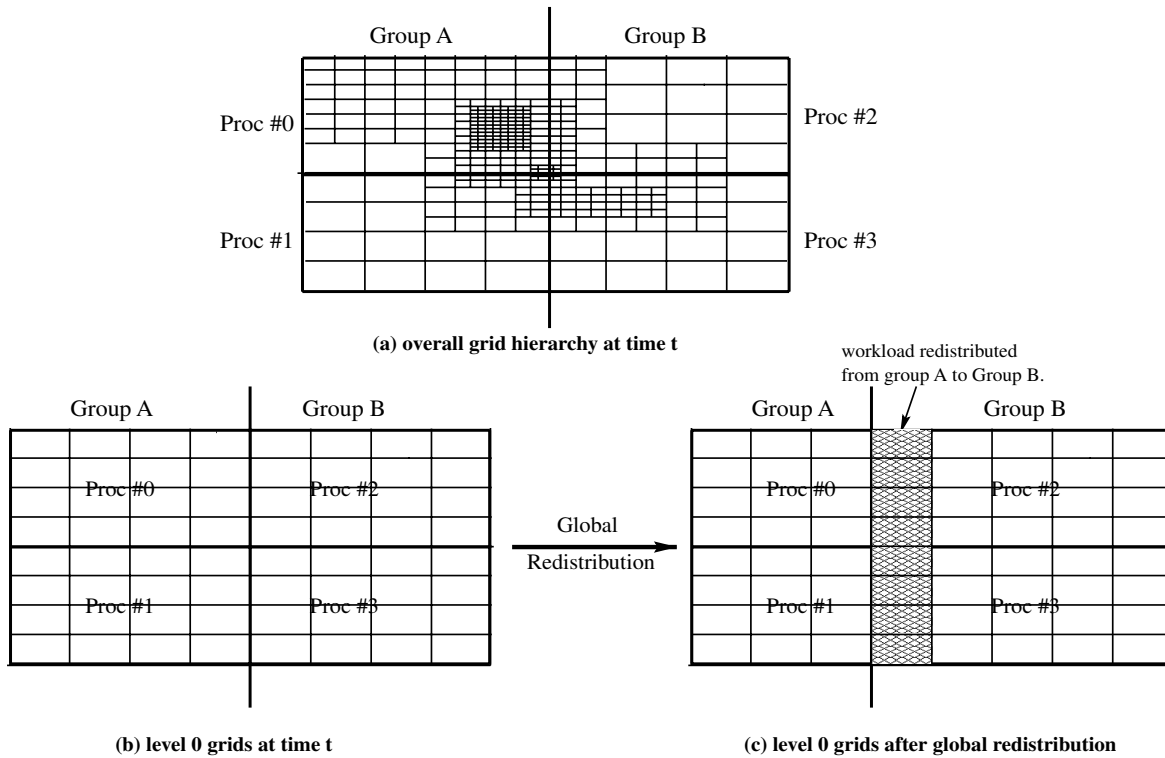 Group A
Group B
Proc #0
Proc #2
Proc #1
Proc #3
(a) overall grid hierarchy at time t
workload redistributed
from group A to Group B.
Group A
Group B
Proc #0
Proc #2
Proc #1
Proc #3
Global
Redistribution
Group A
Group B
Proc #0
Proc #2
Proc #1
Proc #3
(b) level 0 grids at time t
(c) level 0 grids after global redistribution